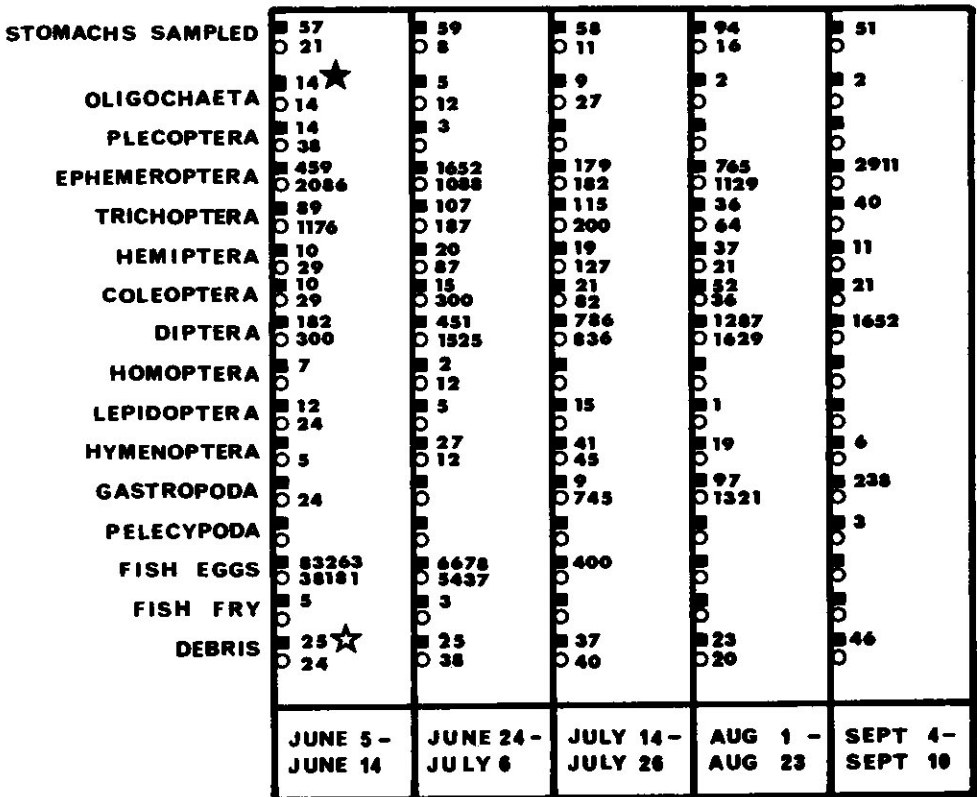 STOMACHS SAMPLED ■ 57 ■ 59 ■ 58 ■ 94 ■ 51
○ 21 ○ 8 ○ 11 ○ 16
OLIGOCHAETA ■ 14 ★ ■ 5 ■ 9 ■ 2 ■ 2
○ 14 ○ 12 ○ 27 ○ ○
PLECOPTERA ■ 14 ■ 3 ■ ■ ■
○ 38 ○ ○ ○ ○
EPHEMEROPTERA ■ 459 ■ 1652 ■ 179 ■ 765 ■ 2911
○ 2086 ○ 1088 ○ 182 ○ 1129 ○
TRICHOPTERA ■ 89 ■ 107 ■ 115 ■ 36 ■ 40
○ 1176 ○ 187 ○ 200 ○ 64 ○
HEMIPTERA ■ 10 ■ 20 ■ 19 ■ 37 ■ 11
○ 29 ○ 87 ○ 127 ○ 21 ○
COLEOPTERA ■ 10 ■ 15 ■ 21 ■ 52 ■ 21
○ 29 ○ 300 ○ 82 ○ 36 ○
DIPTERA ■ 182 ■ 451 ■ 786 ■ 1287 ■ 1652
○ 300 ○ 1525 ○ 836 ○ 1629 ○
HOMOPTERA ■ 7 ■ 2 ■ ■ ■
○ ○ 12 ○ ○ ○
LEPIDOPTERA ■ 12 ■ 5 ■ 15 ■ 1 ■
○ 24 ○ ○ ○ ○
HYMENOPTERA ■ ■ 27 ■ 41 ■ 19 ■ 6
○ 5 ○ 12 ○ 45 ○ ○
GASTROPODA ■ ■ ■ 9 ■ 97 ■ 238
○ 24 ○ ○ 745 ○ 1321 ○
PELECYPODA ■ ■ ■ ■ ■ 3
○ ○ ○ ○ ○
FISH EGGS ■ 83263 ■ 6678 ■ 400 ■ ■
○ 38181 ○ 5437 ○ ○ ○
FISH FRY ■ 5 ■ 3 ■ ■ ■
○ ○ ○ ○ ○
DEBRIS ■ 25 ☆ ■ 25 ■ 37 ■ 23 ■ 46
○ 24 ○ 38 ○ 40 ○ 20 ○
JUNE 5 – JUNE 24 – JULY 14 – AUG 1 – SEPT 4 –
JUNE 14 JULY 6 JULY 26 AUG 23 SEPT 10